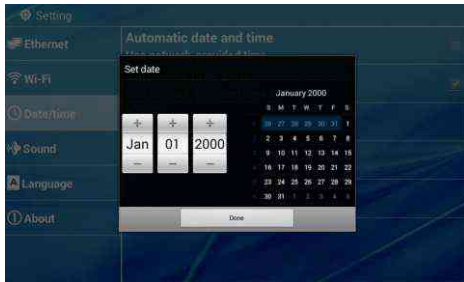 Setting
Ethernet
Wi-Fi
Date/time
Sound
Language
About
Automatic date and time
Use network-provided time
Set date
+ + +
Jan 01 2000
− − −
January 2000
S M T W T F S
26 27 28 29 30 31 1
2 3 4 5 6 7 8
9 10 11 12 13 14 15
16 17 18 19 20 21 22
23 24 25 26 27 28 29
30 31 1 2 3 4 5
Done